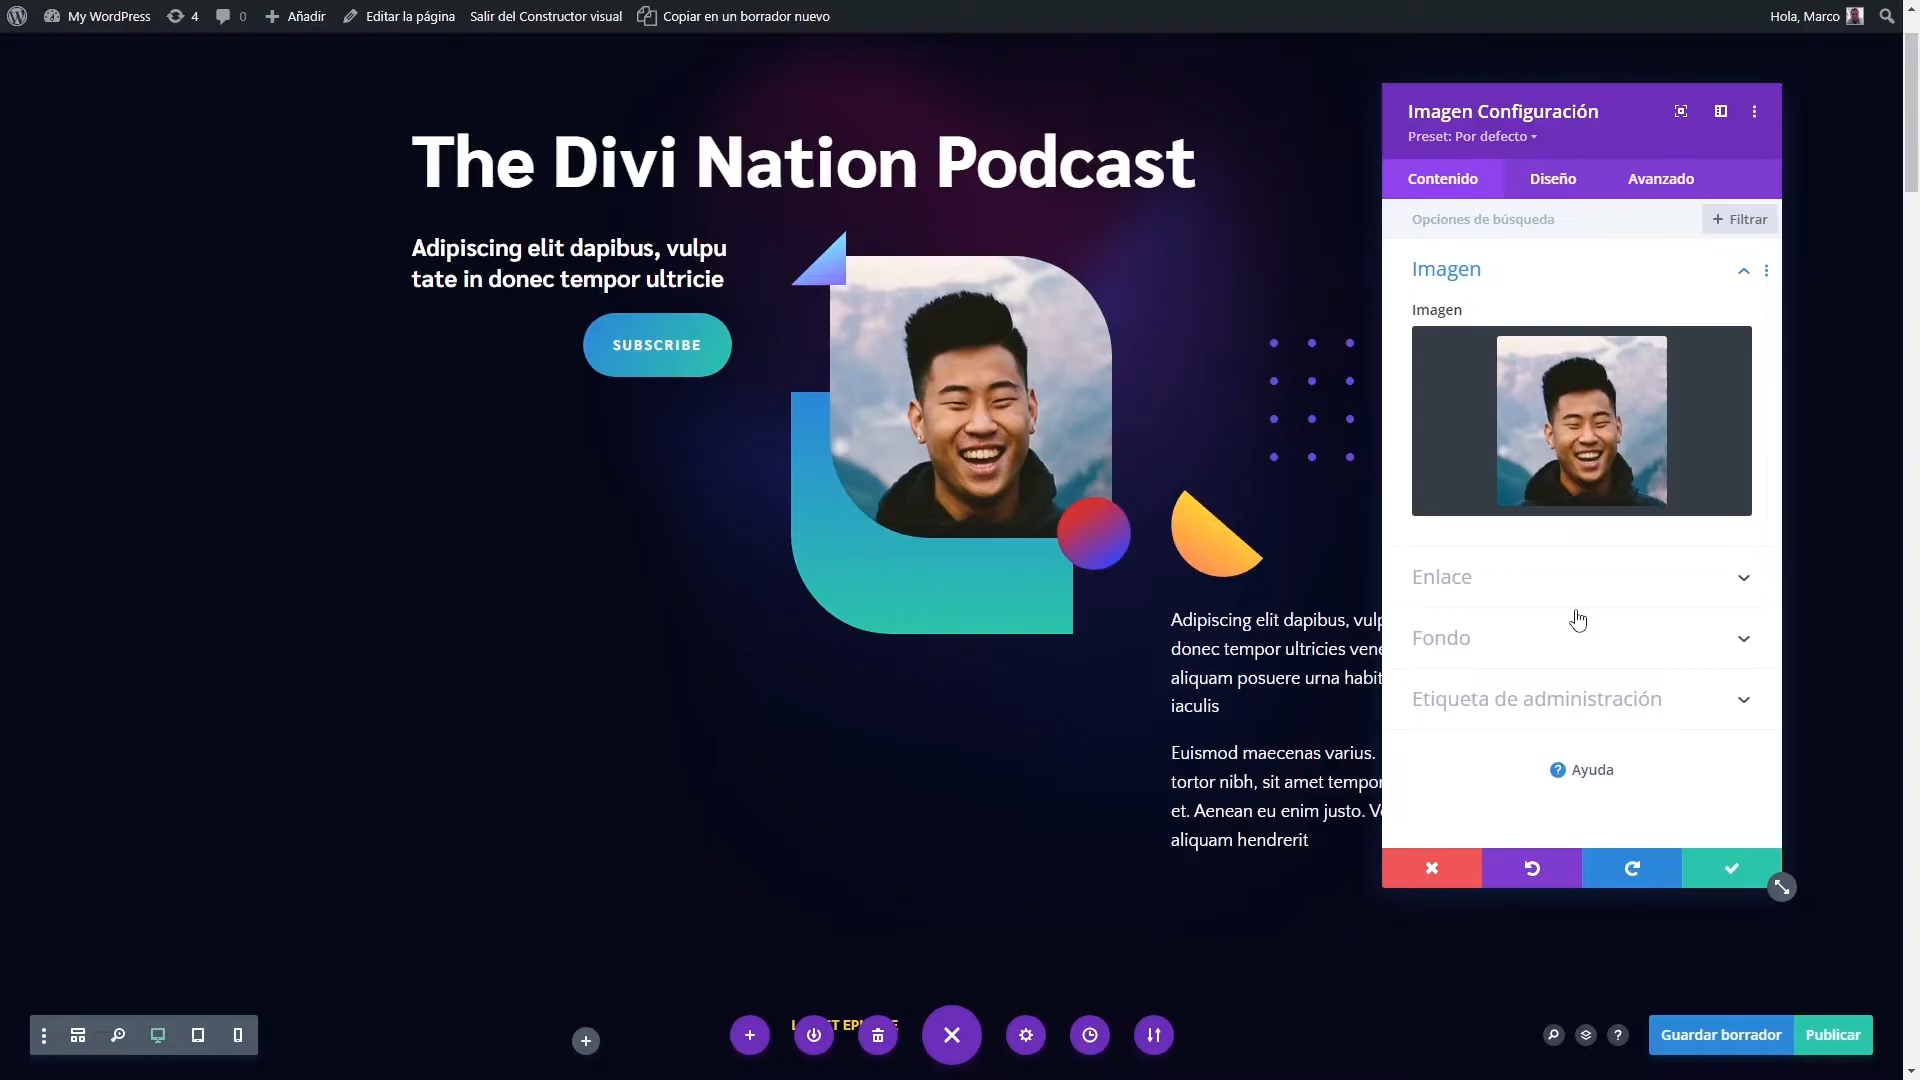 My WordPress
4
0
Añadir
Editar la página
Salir del Constructor visual
Copiar en un borrador nuevo
Hola, Marco
The Divi Nation Podcast
Adipiscing elit dapibus, vulpu
tate in donec tempor ultricie
SUBSCRIBE
Adipiscing elit dapibus,
donec tempor ultricies
aliquam posuere urna
iaculis
Euismod maecenas varius.
tortor nibh, sit amet
et. Aenean eu enim justo.
aliquam hendrerit
Imagen Configuración
Preset: Por defecto
Contenido
Diseño
Avanzado
Opciones de búsqueda
+ Filtrar
Imagen
Imagen
Enlace
Fondo
Etiqueta de administración
? Ayuda
?
Guardar borrador
Publicar